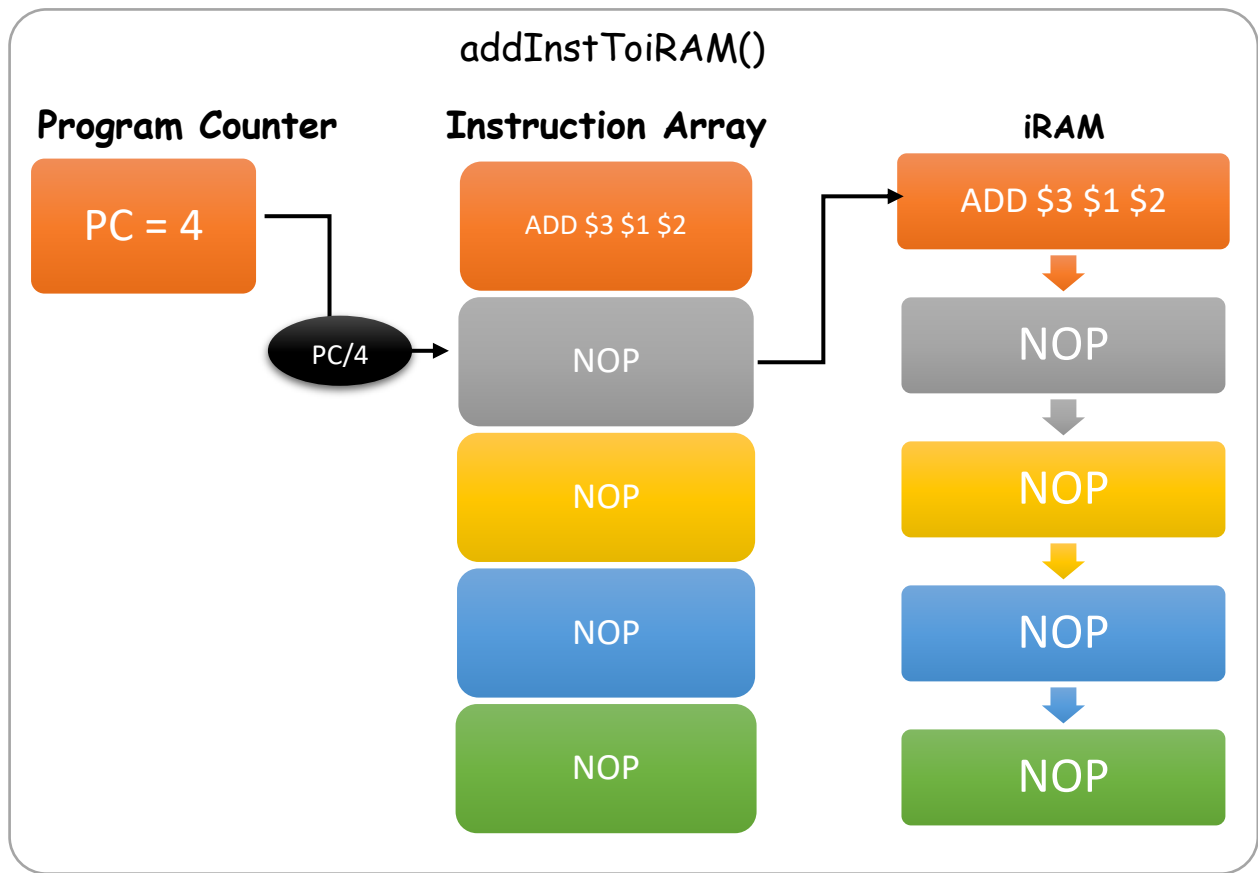 addInstToiRAM()
Program Counter
PC = 4
PC/4
Instruction Array
ADD $3 $1 $2
NOP
NOP
NOP
NOP
iRAM
ADD $3 $1 $2
NOP
NOP
NOP
NOP